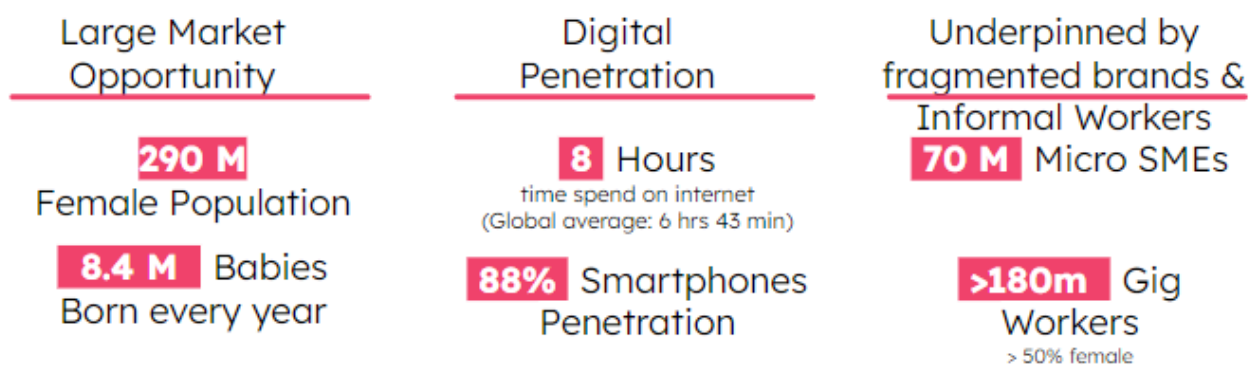 Large Market
Opportunity
290 M
Female Population
8.4 M Babies
Born every year
Digital
Penetration
8 Hours
time spend on internet
(Global average: 6 hrs 43 min)
88% Smartphones
Penetration
Underpinned by
fragmented brands &
Informal Workers
70 M Micro SMEs
>180m Gig
Workers
> 50% female